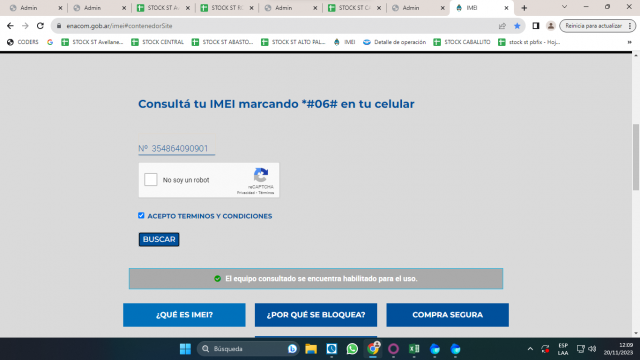 Admin
Admin
STOCK ST A
STOCK ST R
Admin
STOCK ST C
Admin
IMEI
enacom.gob.ar/imei#contenedorSite
Reinicia para actualizar
CODERS
G
STOCK ST Avellane...
STOCK CENTRAL
STOCK ST ABASTO...
STOCK ST ALTO PAL...
IMEI
Detalle de operación
STOCK CABALLITO
stock st pbfix - Hoj...
Consultá tu IMEI marcando *#06# en tu celular
Nº 354864090901
No soy un robot
reCAPTCHA
Privacidad - Términos
ACEPTO TERMINOS Y CONDICIONES
BUSCAR
El equipo consultado se encuentra habilitado para el uso.
¿QUÉ ES IMEI?
¿POR QUÉ SE BLOQUEA?
COMPRA SEGURA
Búsqueda
ESP
LAA
12:09
20/11/2023